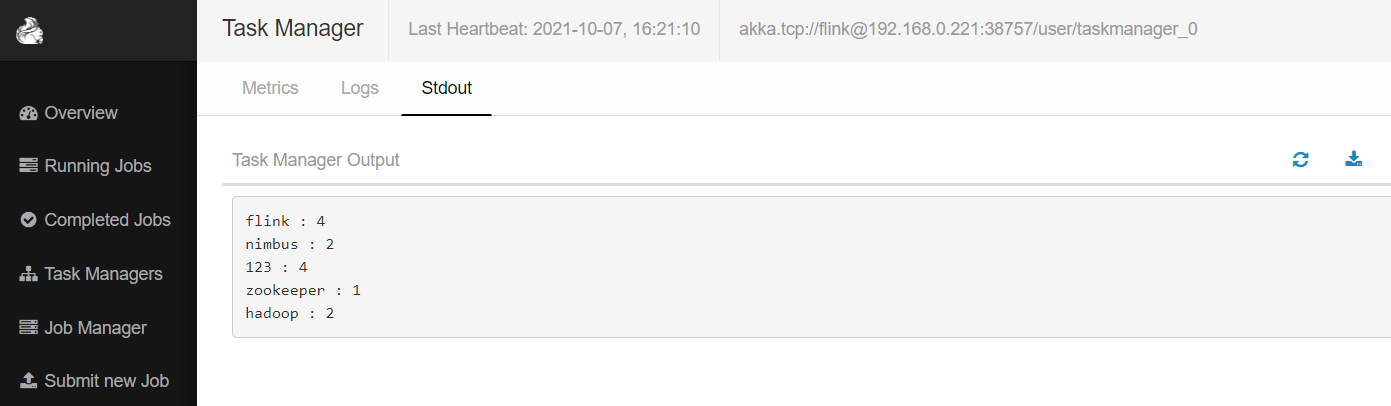 Task Manager
Last Heartbeat: 2021-10-07, 16:21:10
akka.tcp://flink@192.168.0.221:38757/user/taskmanager_0
Overview
Running Jobs
Completed Jobs
Task Managers
Job Manager
Submit new Job
Metrics
Logs
Stdout
Task Manager Output
flink : 4
nimbus : 2
123 : 4
zookeeper : 1
hadoop : 2